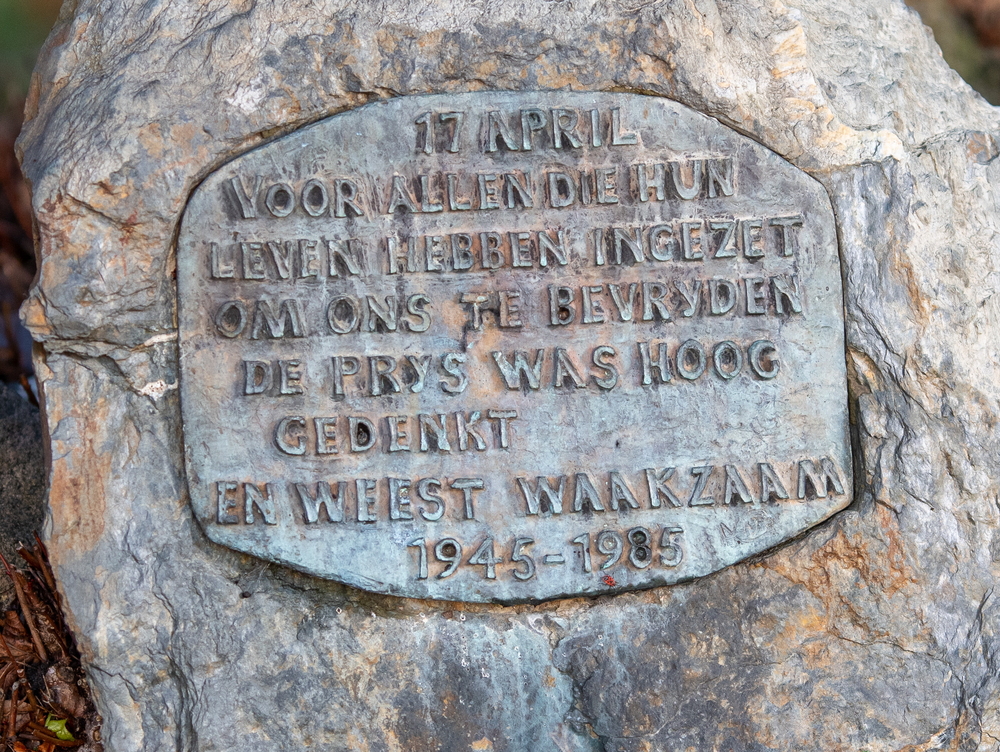 17 APRIL
VOOR ALLEN DIE HUN
LEVEN HEBBEN INGEZET
OM ONS TE BEVRYDEN
DE PRYS WAS HOOG
GEDENKT
EN WEEST WAAKZAAM
1945-1985